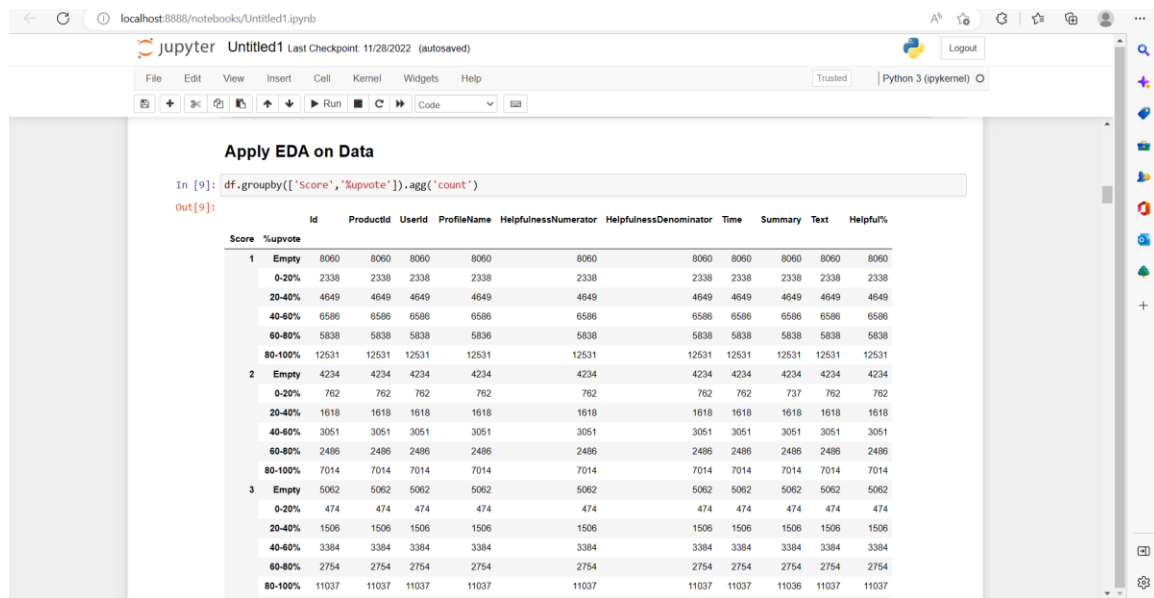 localhost:8888/notebooks/Untitled1.ipynb
jupyter Untitled1 Last Checkpoint: 11/28/2022 (autosaved) Logout
File Edit View Insert Cell Kernel Widgets Help Trusted Python 3 (ipykernel)
Run Code
Apply EDA on Data
In [9]: df.groupby(['Score','%upvote']).agg('count')
Out[9]:
Id ProductId UserId ProfileName HelpfulnessNumerator HelpfulnessDenominator Time Summary Text Helpful%
Score %upvote
1 Empty 8060 8060 8060 8060 8060 8060 8060 8060 8060 8060
0-20% 2338 2338 2338 2338 2338 2338 2338 2338 2338 2338
20-40% 4649 4649 4649 4649 4649 4649 4649 4649 4649 4649
40-60% 6586 6586 6586 6586 6586 6586 6586 6586 6586 6586
60-80% 5838 5838 5838 5836 5838 5838 5838 5838 5838 5838
80-100% 12531 12531 12531 12531 12531 12531 12531 12531 12531 12531
2 Empty 4234 4234 4234 4234 4234 4234 4234 4234 4234 4234
0-20% 762 762 762 762 762 762 762 737 762 762
20-40% 1618 1618 1618 1618 1618 1618 1618 1618 1618 1618
40-60% 3051 3051 3051 3051 3051 3051 3051 3051 3051 3051
60-80% 2486 2486 2486 2486 2486 2486 2486 2486 2486 2486
80-100% 7014 7014 7014 7014 7014 7014 7014 7014 7014 7014
3 Empty 5062 5062 5062 5062 5062 5062 5062 5062 5062 5062
0-20% 474 474 474 474 474 474 474 474 474 474
20-40% 1506 1506 1506 1506 1506 1506 1506 1506 1506 1506
40-60% 3384 3384 3384 3384 3384 3384 3384 3384 3384 3384
60-80% 2754 2754 2754 2754 2754 2754 2754 2754 2754 2754
80-100% 11037 11037 11037 11037 11037 11037 11037 11036 11037 11037